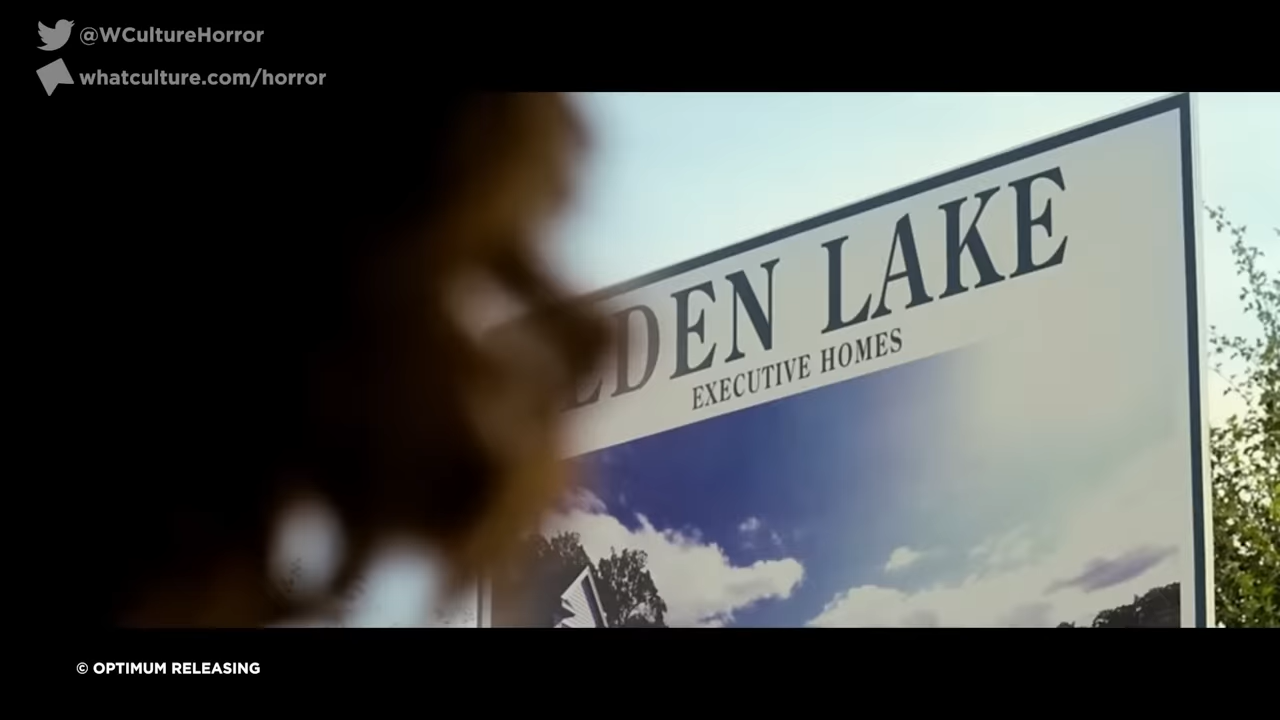 @WCultureHorror
whatculture.com/horror
EDEN LAKE
EXECUTIVE HOMES
© OPTIMUM RELEASING